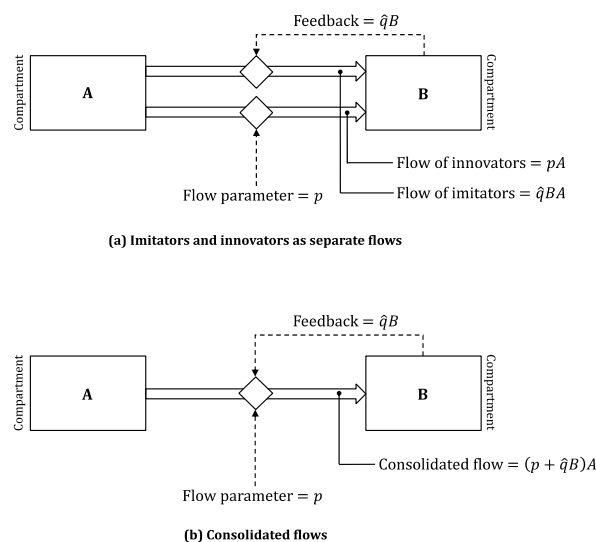 Feedback = q̂B
Compartment
A
B
Compartment
Flow of innovators = pA
Flow of imitators = q̂BA
Flow parameter = p
(a) Imitators and innovators as separate flows
Feedback = q̂B
Compartment
A
B
Compartment
Consolidated flow = (p + q̂B)A
Flow parameter = p
(b) Consolidated flows